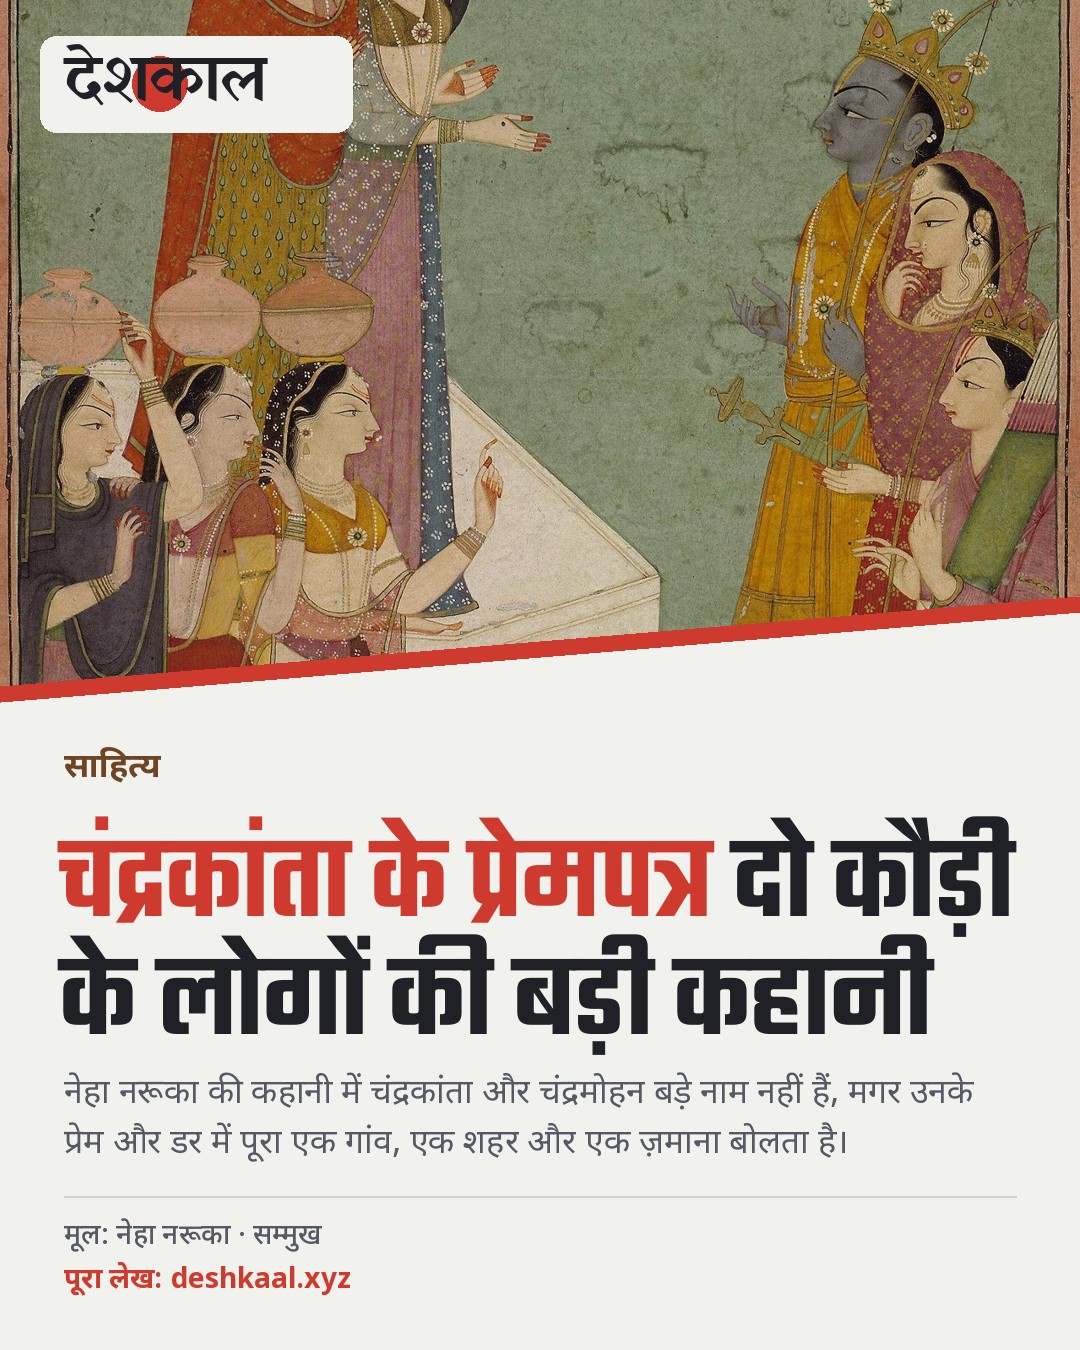 देशकाल
साहित्य
चंद्रकांता के प्रेमपत्र दो कौड़ी
के लोगों की बड़ी कहानी
नेहा नरूका की कहानी में चंद्रकांता और चंद्रमोहन बड़े नाम नहीं हैं, मगर उनके
प्रेम और डर में पूरा एक गांव, एक शहर और एक ज़माना बोलता है।
मूल: नेहा नरूका · सम्मुख
पूरा लेख: deshkaal.xyz